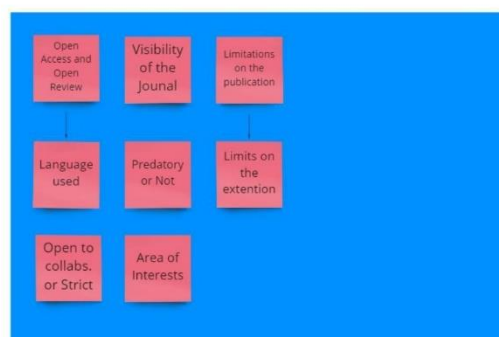 Open
Access and
Open
Review
Visibility
of the
Jounal
Limitations
on the
publication
Language
used
Predatory
or Not
Limits on
the
extention
Open to
collabs.
or Strict
Area of
Interests